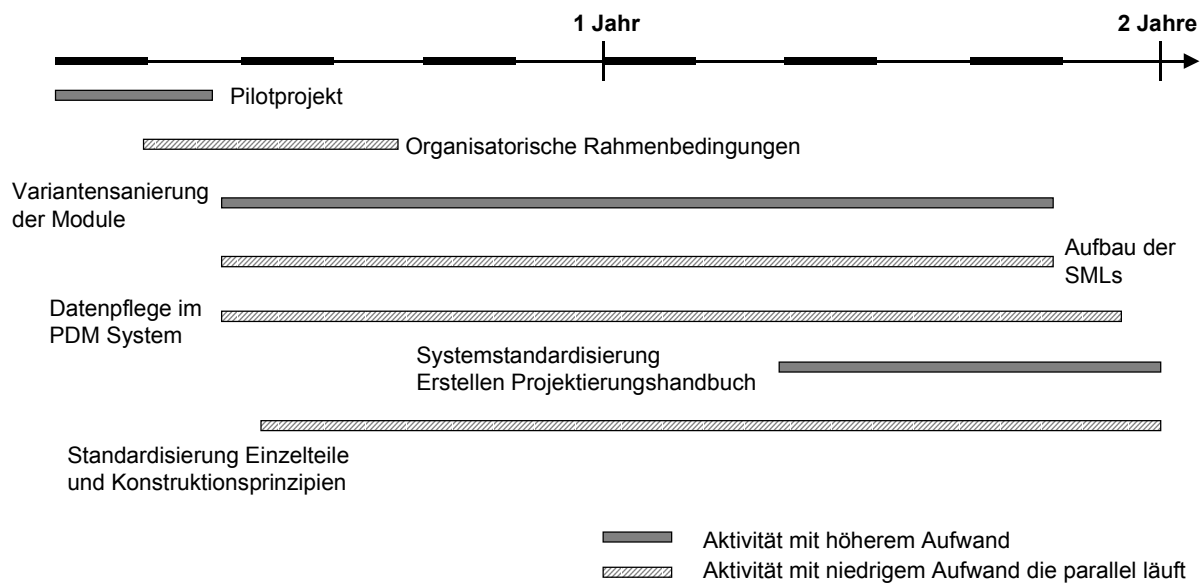 1 Jahr
2 Jahre
Pilotprojekt
Organisatorische Rahmenbedingungen
Variantensanierung
der Module
Aufbau der
SMLs
Datenpflege im
PDM System
Systemstandardisierung
Erstellen Projektierungshandbuch
Standardisierung Einzelteile
und Konstruktionsprinzipien
Aktivität mit höherem Aufwand
Aktivität mit niedrigem Aufwand die parallel läuft